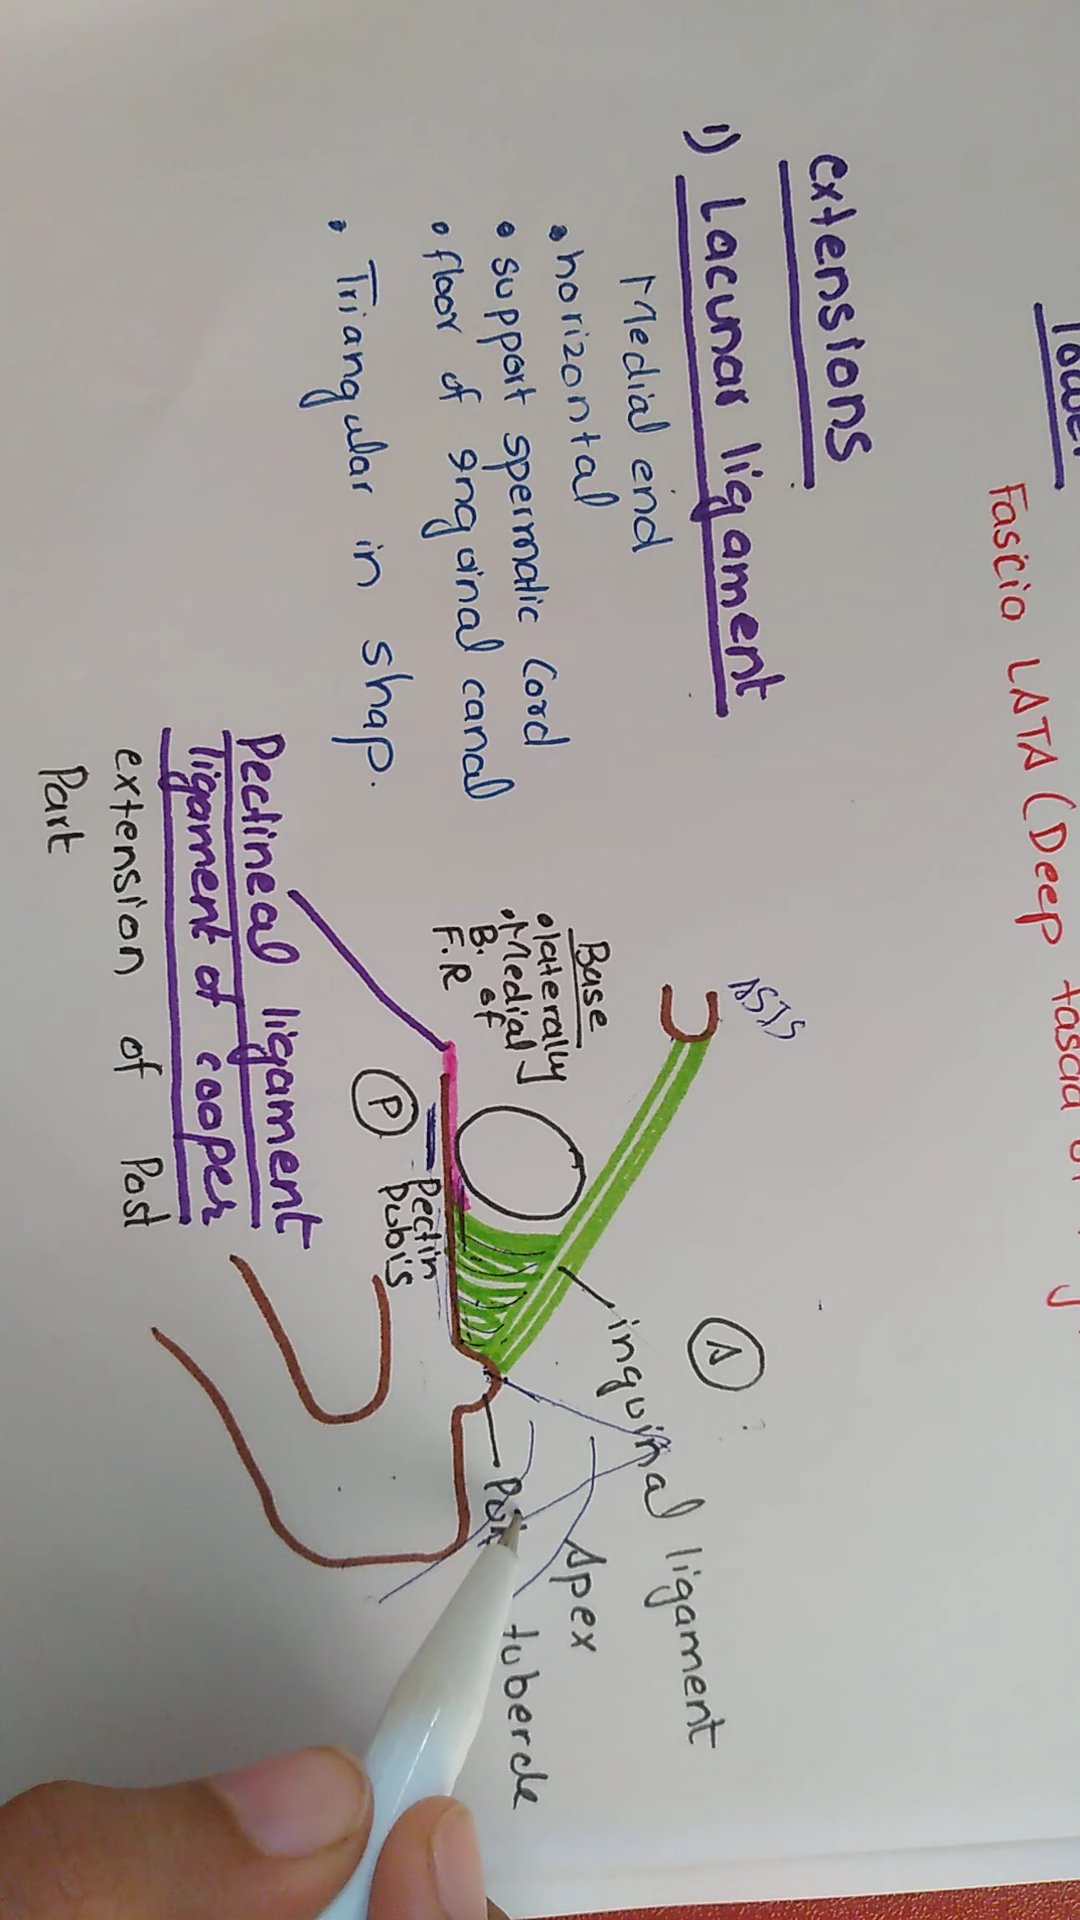 Fascio LATA (Deep
extensions
1) Lacunar ligament
Medial end
• horizontal
• support spermatic Cord
• floor of Inguinal canal
• Triangular in shap.
ASIS
Base
• laterally
• Medial
B. of
F.R
(P)
Pectin
pubis
(A)
inguinal ligament
Apex
tubercle
Pectineal ligament
ligament of cooper
extension of Post
Part